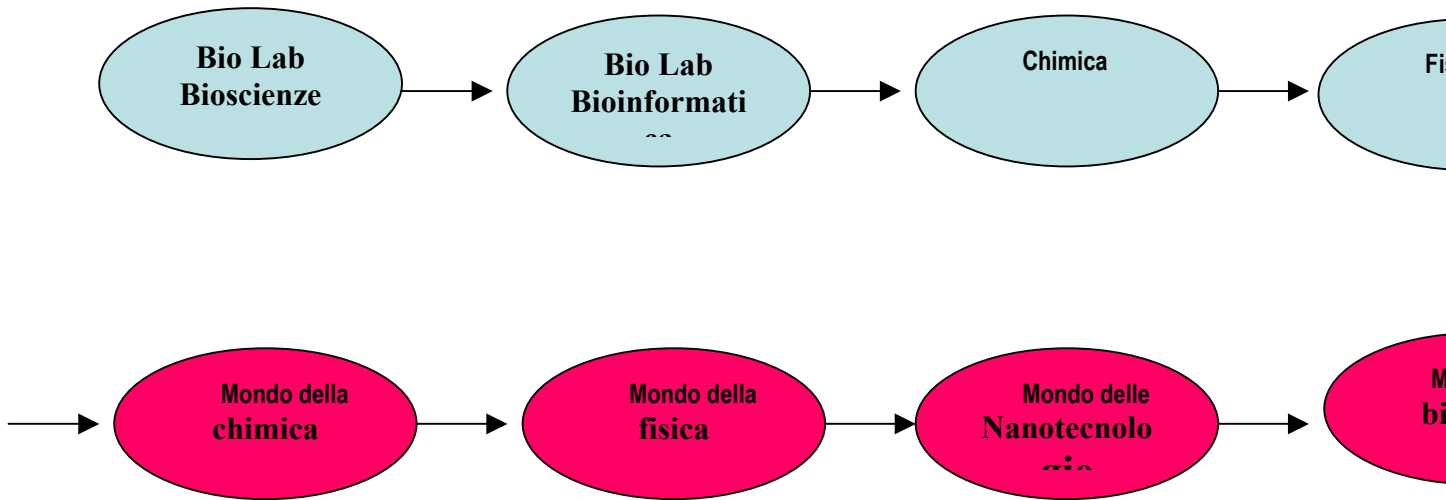 Bio Lab
Bioscienze
Bio Lab
Bioinformati
Chimica
Mondo della
chimica
Mondo della
fisica
Mondo delle
Nanotecnolo